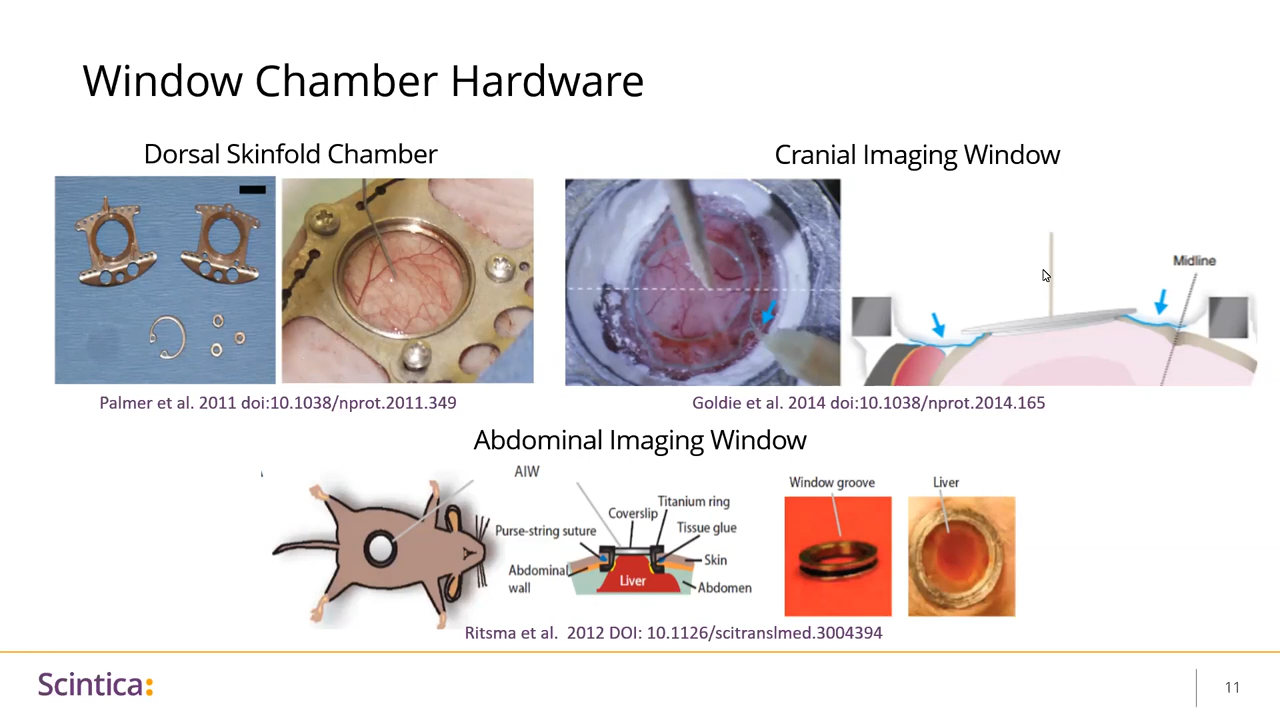 Window Chamber Hardware
Dorsal Skinfold Chamber
Cranial Imaging Window
Midline
Palmer et al. 2011 doi:10.1038/nprot.2011.349
Goldie et al. 2014 doi:10.1038/nprot.2014.165
Abdominal Imaging Window
AIW
Purse-string suture
Coverslip
Titanium ring
Tissue glue
Abdominal
wall
Liver
Skin
Abdomen
Window groove
Liver
Ritsma et al. 2012 DOI: 10.1126/scitranslmed.3004394
Scintica:
11